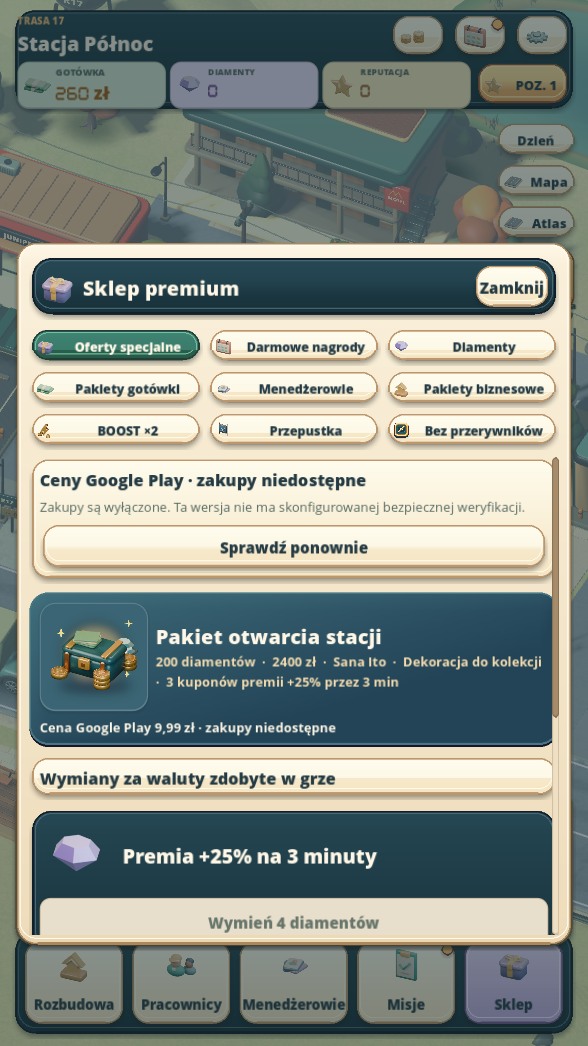 TRASA 17
Stacja Północ
GOTÓWKA
260 zł
DIAMENTY
0
REPUTACJA
0
POZ. 1
Dzień
Mapa
Atlas
Sklep premium
Zamknij
Oferty specjalne
Darmowe nagrody
Diamenty
Pakiety gotówki
Menedżerowie
Pakiety biznesowe
BOOST ×2
Przepustka
Bez przerywników
Ceny Google Play · zakupy niedostępne
Zakupy są wyłączone. Ta wersja nie ma skonfigurowanej bezpiecznej weryfikacji.
Sprawdź ponownie
Pakiet otwarcia stacji
200 diamentów · 2400 zł · Sana Ito · Dekoracja do kolekcji
· 3 kuponów premii +25% przez 3 min
Cena Google Play 9,99 zł · zakupy niedostępne
Wymiany za waluty zdobyte w grze
Premia +25% na 3 minuty
Wymień 4 diamentów
Rozbudowa
Pracownicy
Menedżerowie
Misje
Sklep